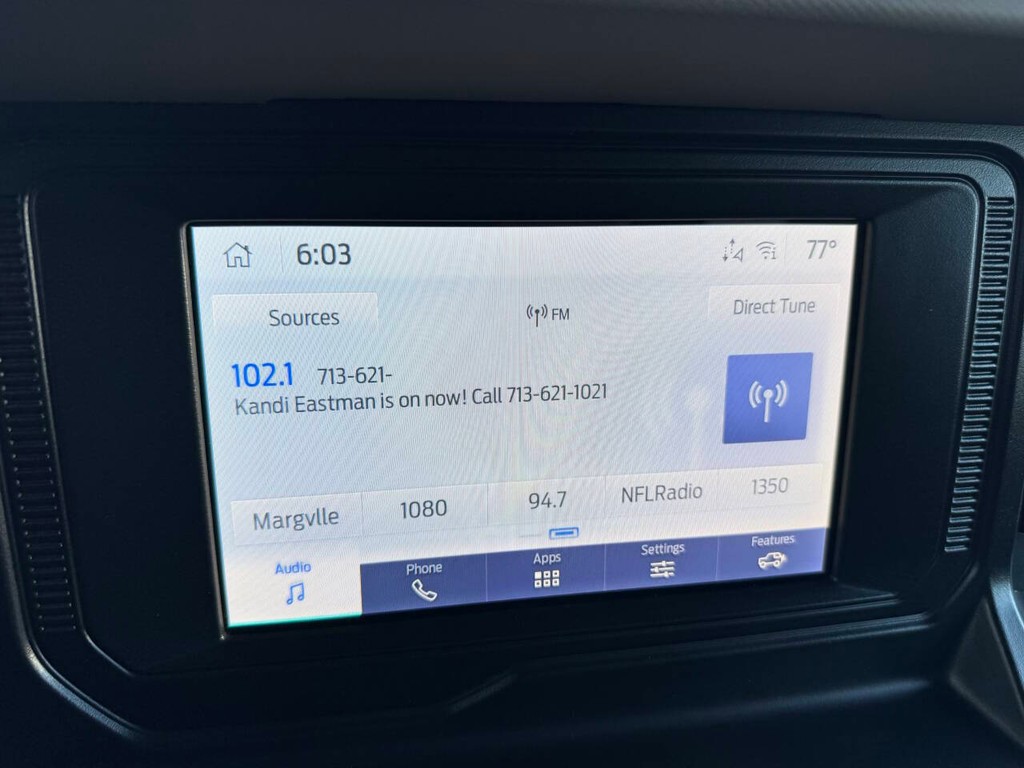 6:03
77°
Sources
FM
Direct Tune
102.1 713-621-
Kandi Eastman is on now! Call 713-621-1021
Margvlle 1080 94.7 NFLRadio 1350
Audio Phone Apps Settings Features